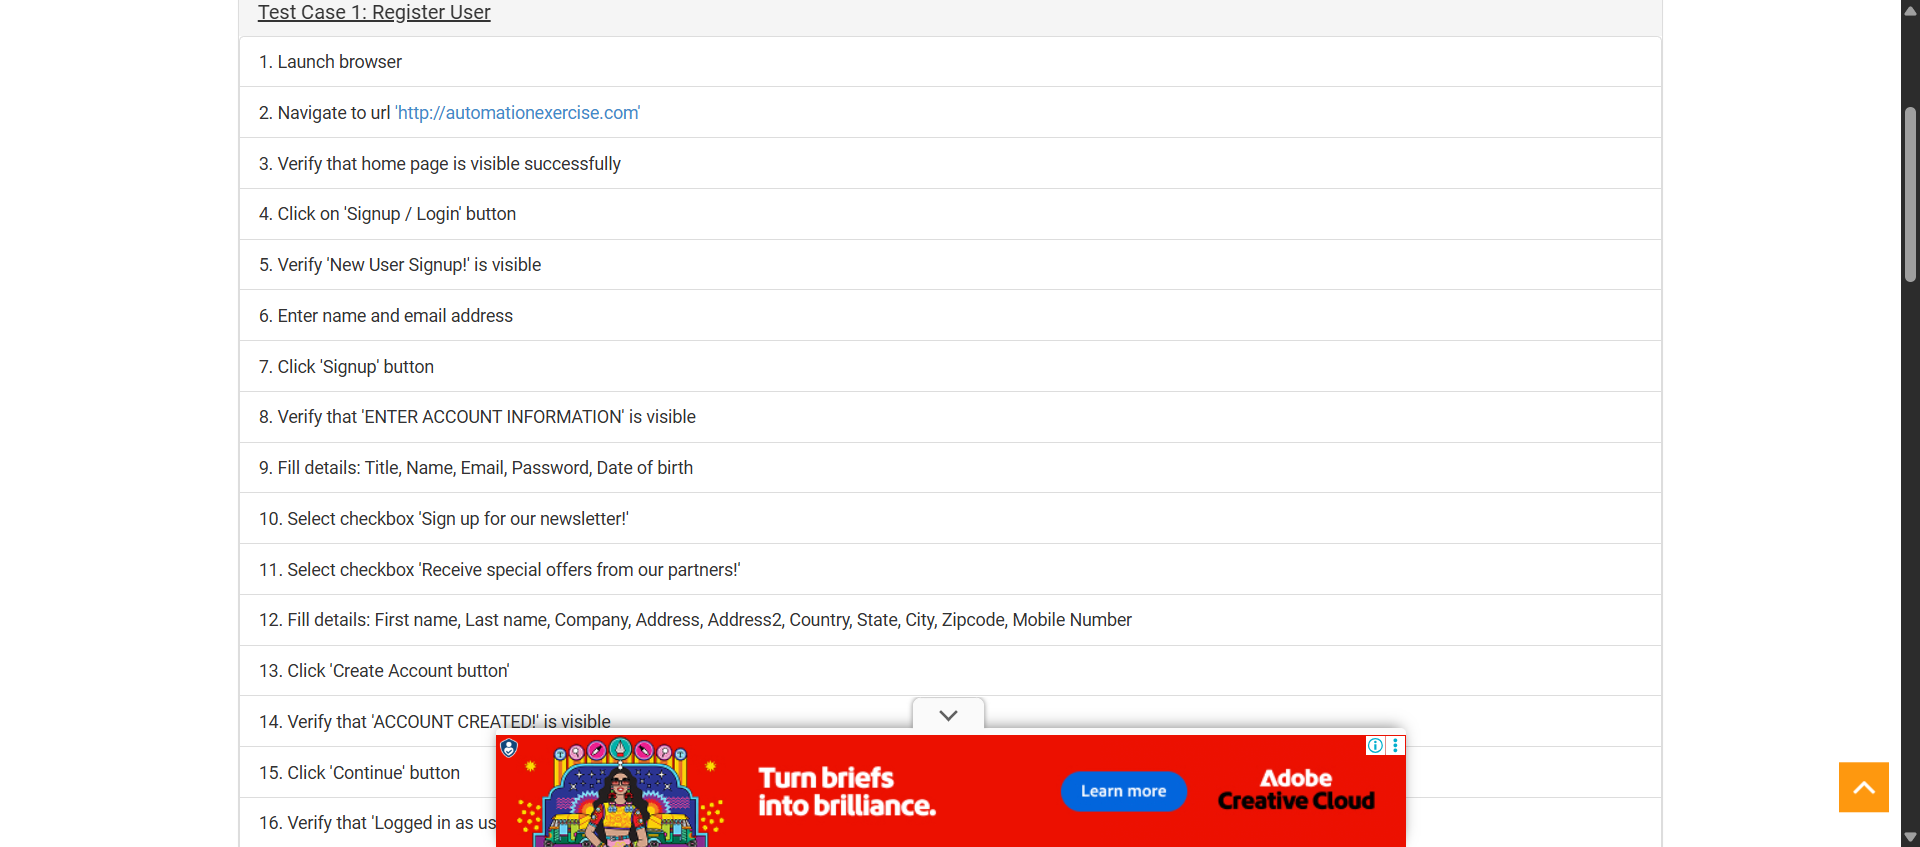 Test Case 1: Register User
1. Launch browser
2. Navigate to url 'http://automationexercise.com'
3. Verify that home page is visible successfully
4. Click on 'Signup / Login' button
5. Verify 'New User Signup!' is visible
6. Enter name and email address
7. Click 'Signup' button
8. Verify that 'ENTER ACCOUNT INFORMATION' is visible
9. Fill details: Title, Name, Email, Password, Date of birth
10. Select checkbox 'Sign up for our newsletter!'
11. Select checkbox 'Receive special offers from our partners!'
12. Fill details: First name, Last name, Company, Address, Address2, Country, State, City, Zipcode, Mobile Number
13. Click 'Create Account button'
14. Verify that 'ACCOUNT CREATED!' is visible
15. Click 'Continue' button
16. Verify that 'Logged in as us
Turn briefs
into brilliance.
Learn more
Adobe
Creative Cloud